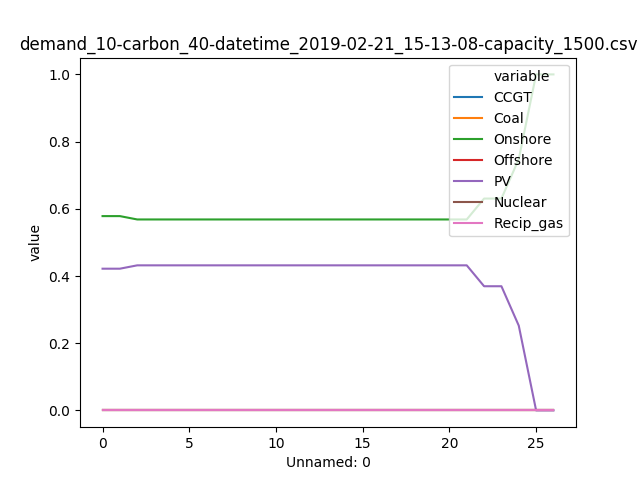 demand_10-carbon_40-datetime_2019-02-21_15-13-08-capacity_1500.csv
variable
CCGT
Coal
Onshore
Offshore
PV
Nuclear
Recip_gas
value
1.0
0.8
0.6
0.4
0.2
0.0
0 5 10 15 20 25
Unnamed: 0